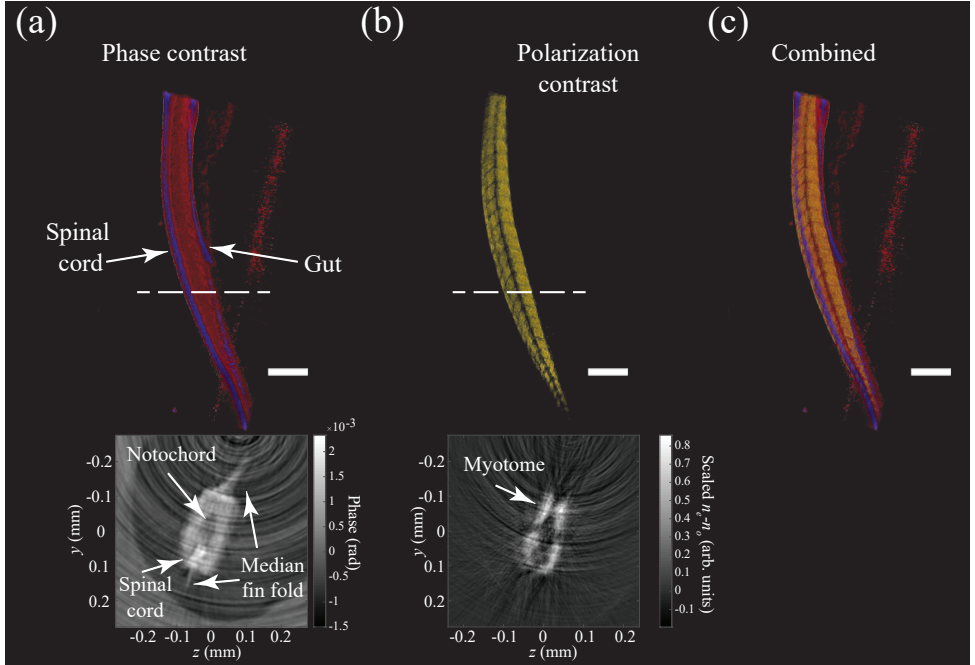 (a)
Phase contrast
Spinal
cord
Gut
(b)
Polarization
contrast
(c)
Combined
×10⁻³
2
1.5
1
0.5
0
-0.5
-1
-1.5
Phase (rad)
-0.2
-0.1
0
0.1
0.2
y (mm)
Notochord
Spinal
cord
Median
fin fold
-0.2
-0.1
0
0.1
0.2
z (mm)
-0.2
-0.1
0
0.1
0.2
y (mm)
Myotome
-0.2
-0.1
0
0.1
0.2
z (mm)
0.8
0.7
0.6
0.5
0.4
0.3
0.2
0.1
0
-0.1
Scaled nₑ-nₒ (arb. units)